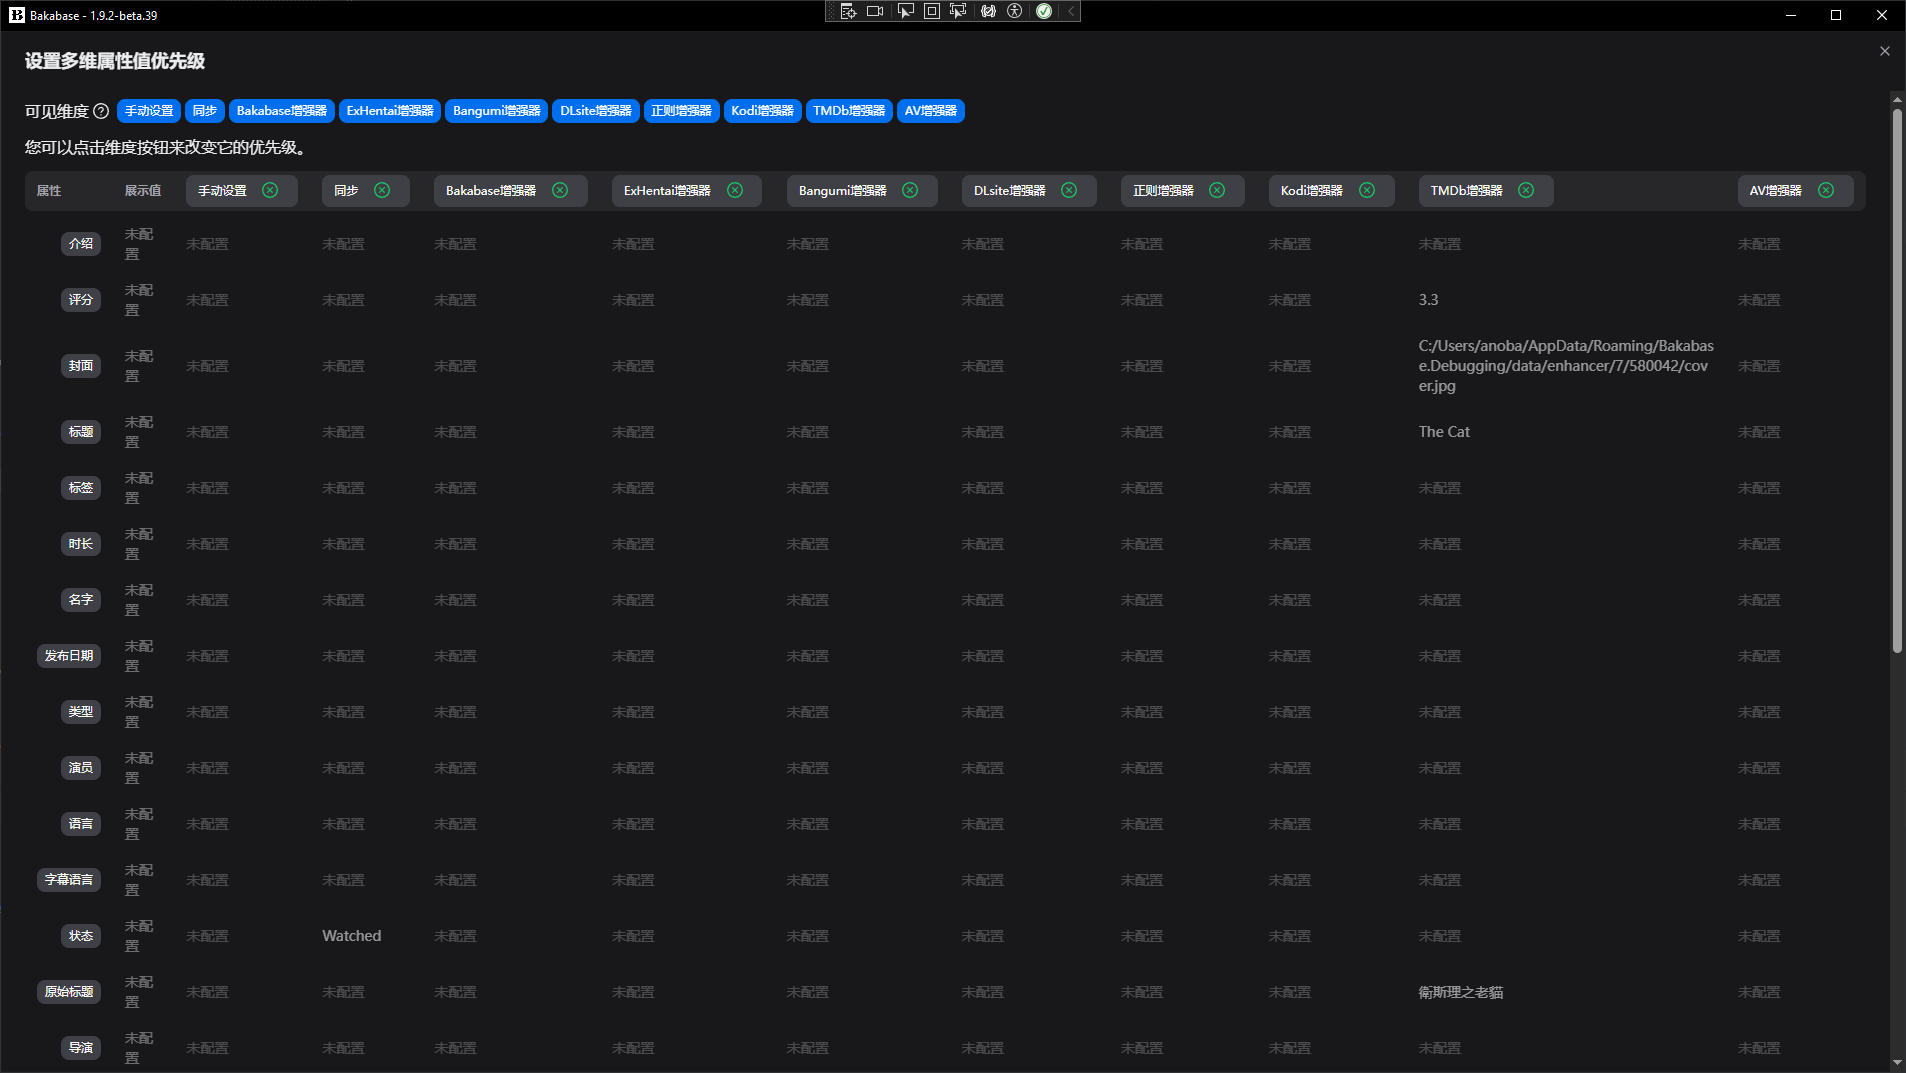 Bakabase - 1.9.2-beta.39
设置多维属性值优先级
可见维度 手动设置 同步 Bakabase增强器 ExHentai增强器 Bangumi增强器 DLsite增强器 正则增强器 Kodi增强器 TMDb增强器 AV增强器
您可以点击维度按钮来改变它的优先级。
属性 展示值 手动设置 同步 Bakabase增强器 ExHentai增强器 Bangumi增强器 DLsite增强器 正则增强器 Kodi增强器 TMDb增强器 AV增强器
介绍 未配置 未配置 未配置 未配置 未配置 未配置 未配置 未配置 未配置 未配置 未配置
评分 未配置 未配置 未配置 未配置 未配置 未配置 未配置 未配置 未配置 3.3 未配置
封面 未配置 未配置 未配置 未配置 未配置 未配置 未配置 未配置 未配置 C:/Users/anoba/AppData/Roaming/Bakabase.Debugging/data/enhancer/7/580042/cover.jpg 未配置
标题 未配置 未配置 未配置 未配置 未配置 未配置 未配置 未配置 未配置 The Cat 未配置
标签 未配置 未配置 未配置 未配置 未配置 未配置 未配置 未配置 未配置 未配置 未配置
时长 未配置 未配置 未配置 未配置 未配置 未配置 未配置 未配置 未配置 未配置 未配置
名字 未配置 未配置 未配置 未配置 未配置 未配置 未配置 未配置 未配置 未配置 未配置
发布日期 未配置 未配置 未配置 未配置 未配置 未配置 未配置 未配置 未配置 未配置 未配置
类型 未配置 未配置 未配置 未配置 未配置 未配置 未配置 未配置 未配置 未配置 未配置
演员 未配置 未配置 未配置 未配置 未配置 未配置 未配置 未配置 未配置 未配置 未配置
语言 未配置 未配置 未配置 未配置 未配置 未配置 未配置 未配置 未配置 未配置 未配置
字幕语言 未配置 未配置 未配置 未配置 未配置 未配置 未配置 未配置 未配置 未配置 未配置
状态 未配置 未配置 Watched 未配置 未配置 未配置 未配置 未配置 未配置 未配置 未配置
原始标题 未配置 未配置 未配置 未配置 未配置 未配置 未配置 未配置 未配置 衛斯理之老貓 未配置
导演 未配置 未配置 未配置 未配置 未配置 未配置 未配置 未配置 未配置 未配置 未配置